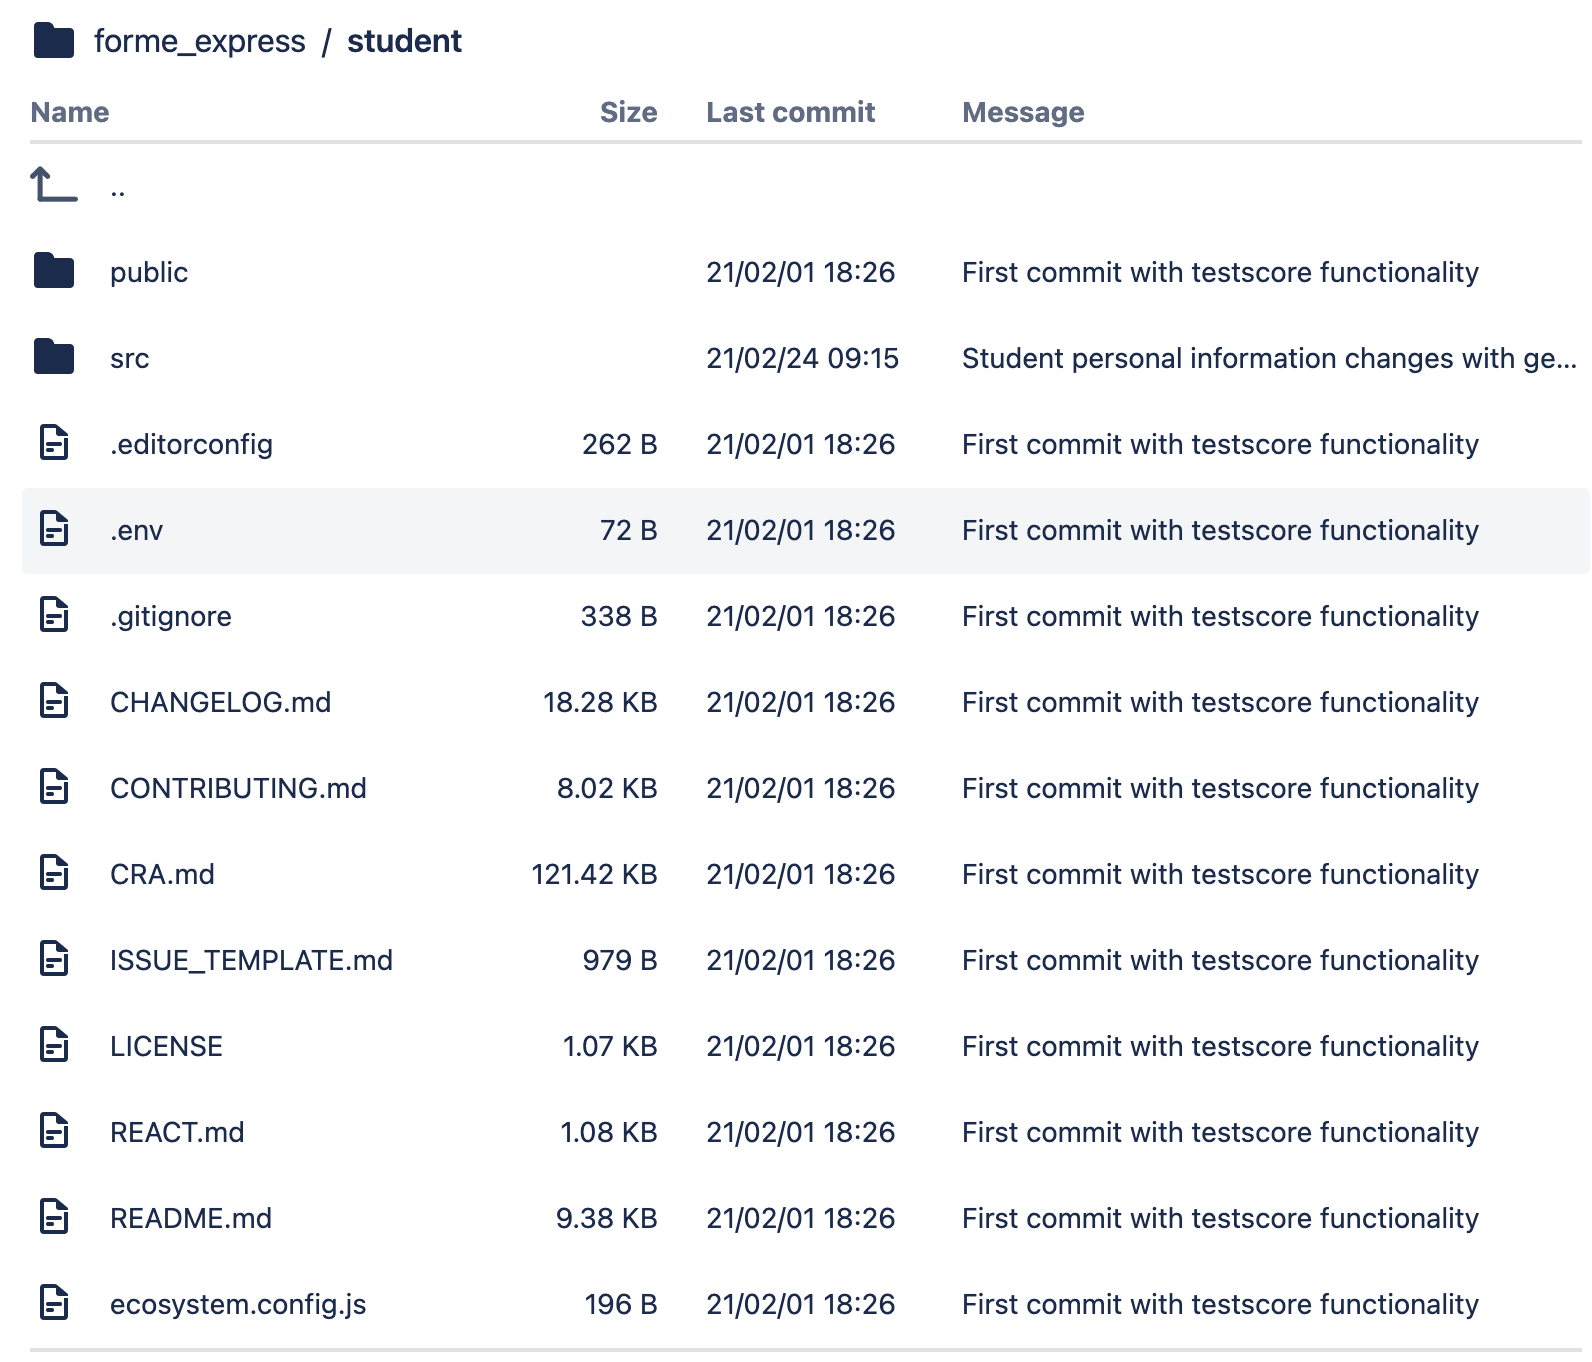 forme_express / student
Name Size Last commit Message
..
public 21/02/01 18:26 First commit with testscore functionality
src 21/02/24 09:15 Student personal information changes with ge...
.editorconfig 262 B 21/02/01 18:26 First commit with testscore functionality
.env 72 B 21/02/01 18:26 First commit with testscore functionality
.gitignore 338 B 21/02/01 18:26 First commit with testscore functionality
CHANGELOG.md 18.28 KB 21/02/01 18:26 First commit with testscore functionality
CONTRIBUTING.md 8.02 KB 21/02/01 18:26 First commit with testscore functionality
CRA.md 121.42 KB 21/02/01 18:26 First commit with testscore functionality
ISSUE_TEMPLATE.md 979 B 21/02/01 18:26 First commit with testscore functionality
LICENSE 1.07 KB 21/02/01 18:26 First commit with testscore functionality
REACT.md 1.08 KB 21/02/01 18:26 First commit with testscore functionality
README.md 9.38 KB 21/02/01 18:26 First commit with testscore functionality
ecosystem.config.js 196 B 21/02/01 18:26 First commit with testscore functionality